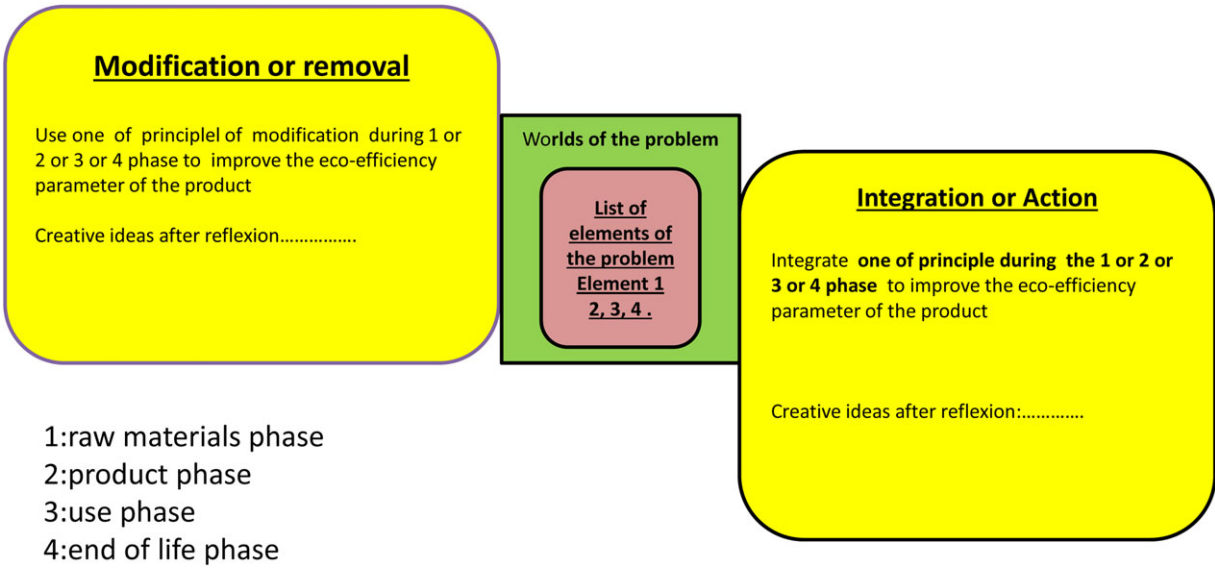 Modification or removal
Use one of principlel of modification during 1 or
2 or 3 or 4 phase to improve the eco-efficiency
parameter of the product
Creative ideas after reflexion...............
Worlds of the problem
List of
elements of
the problem
Element 1
2, 3, 4 .
Integration or Action
Integrate one of principle during the 1 or 2 or
3 or 4 phase to improve the eco-efficiency
parameter of the product
Creative ideas after reflexion:.............
1:raw materials phase
2:product phase
3:use phase
4:end of life phase